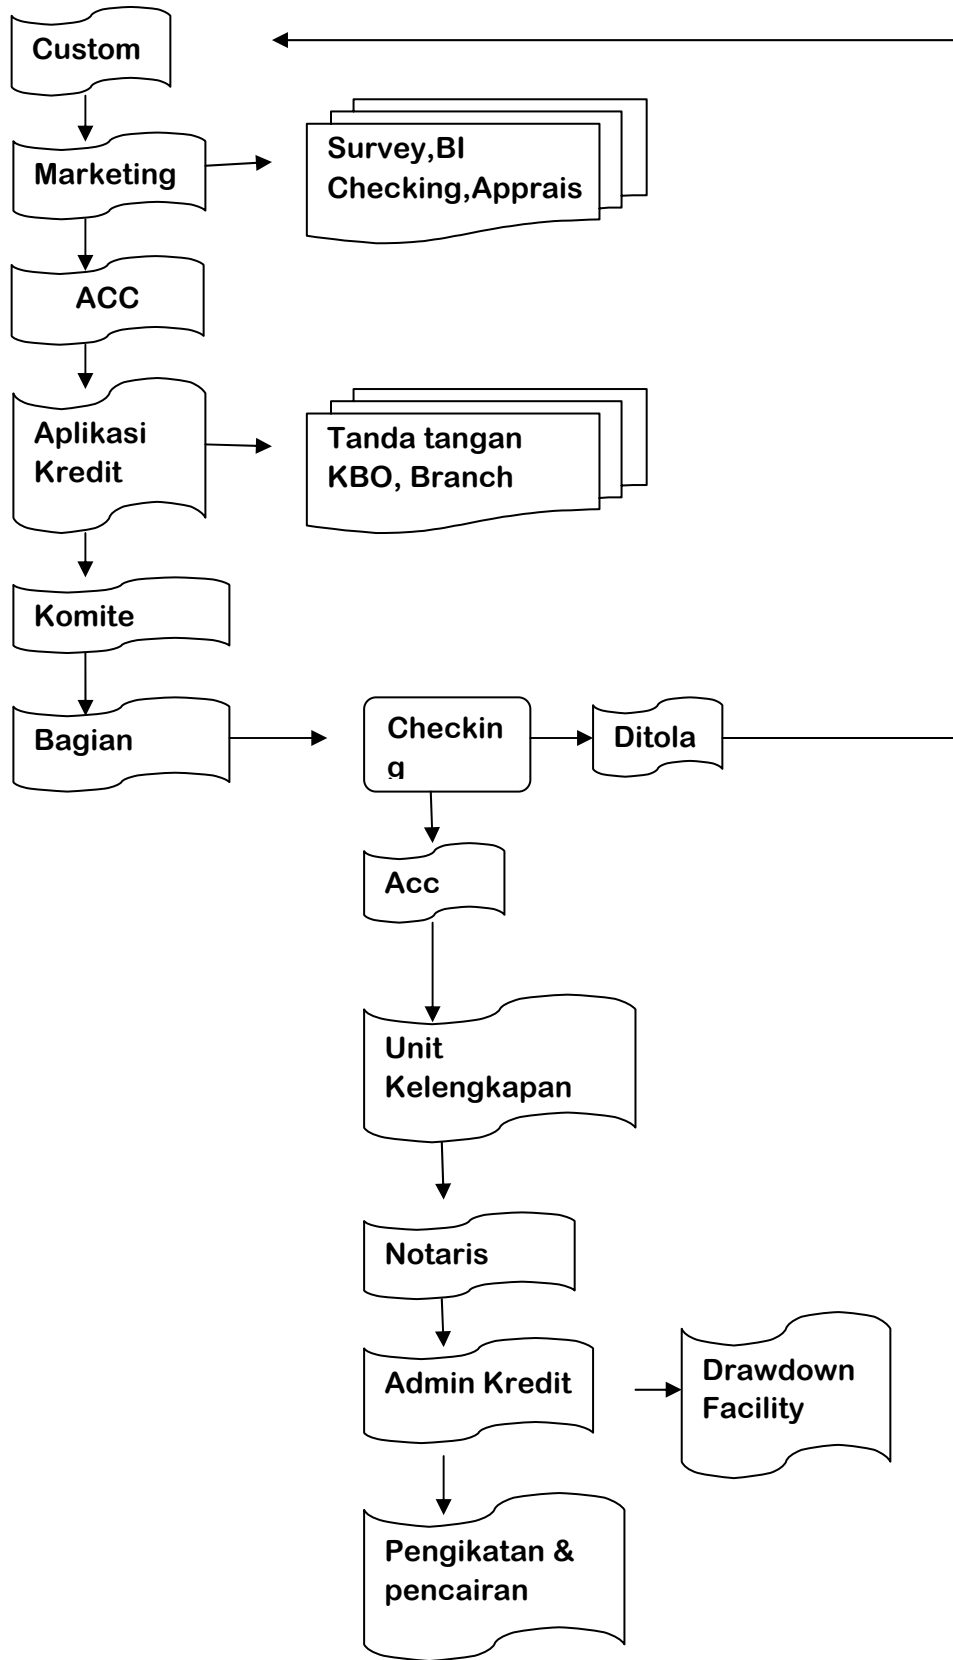 Custom
Marketing
Survey,BI
Checking,Apprais
ACC
Aplikasi
Kredit
Tanda tangan
KBO, Branch
Komite
Bagian
Checkin
g
Ditola
Acc
Unit
Kelengkapan
Notaris
Admin Kredit
Drawdown
Facility
Pengikatan &
pencairan